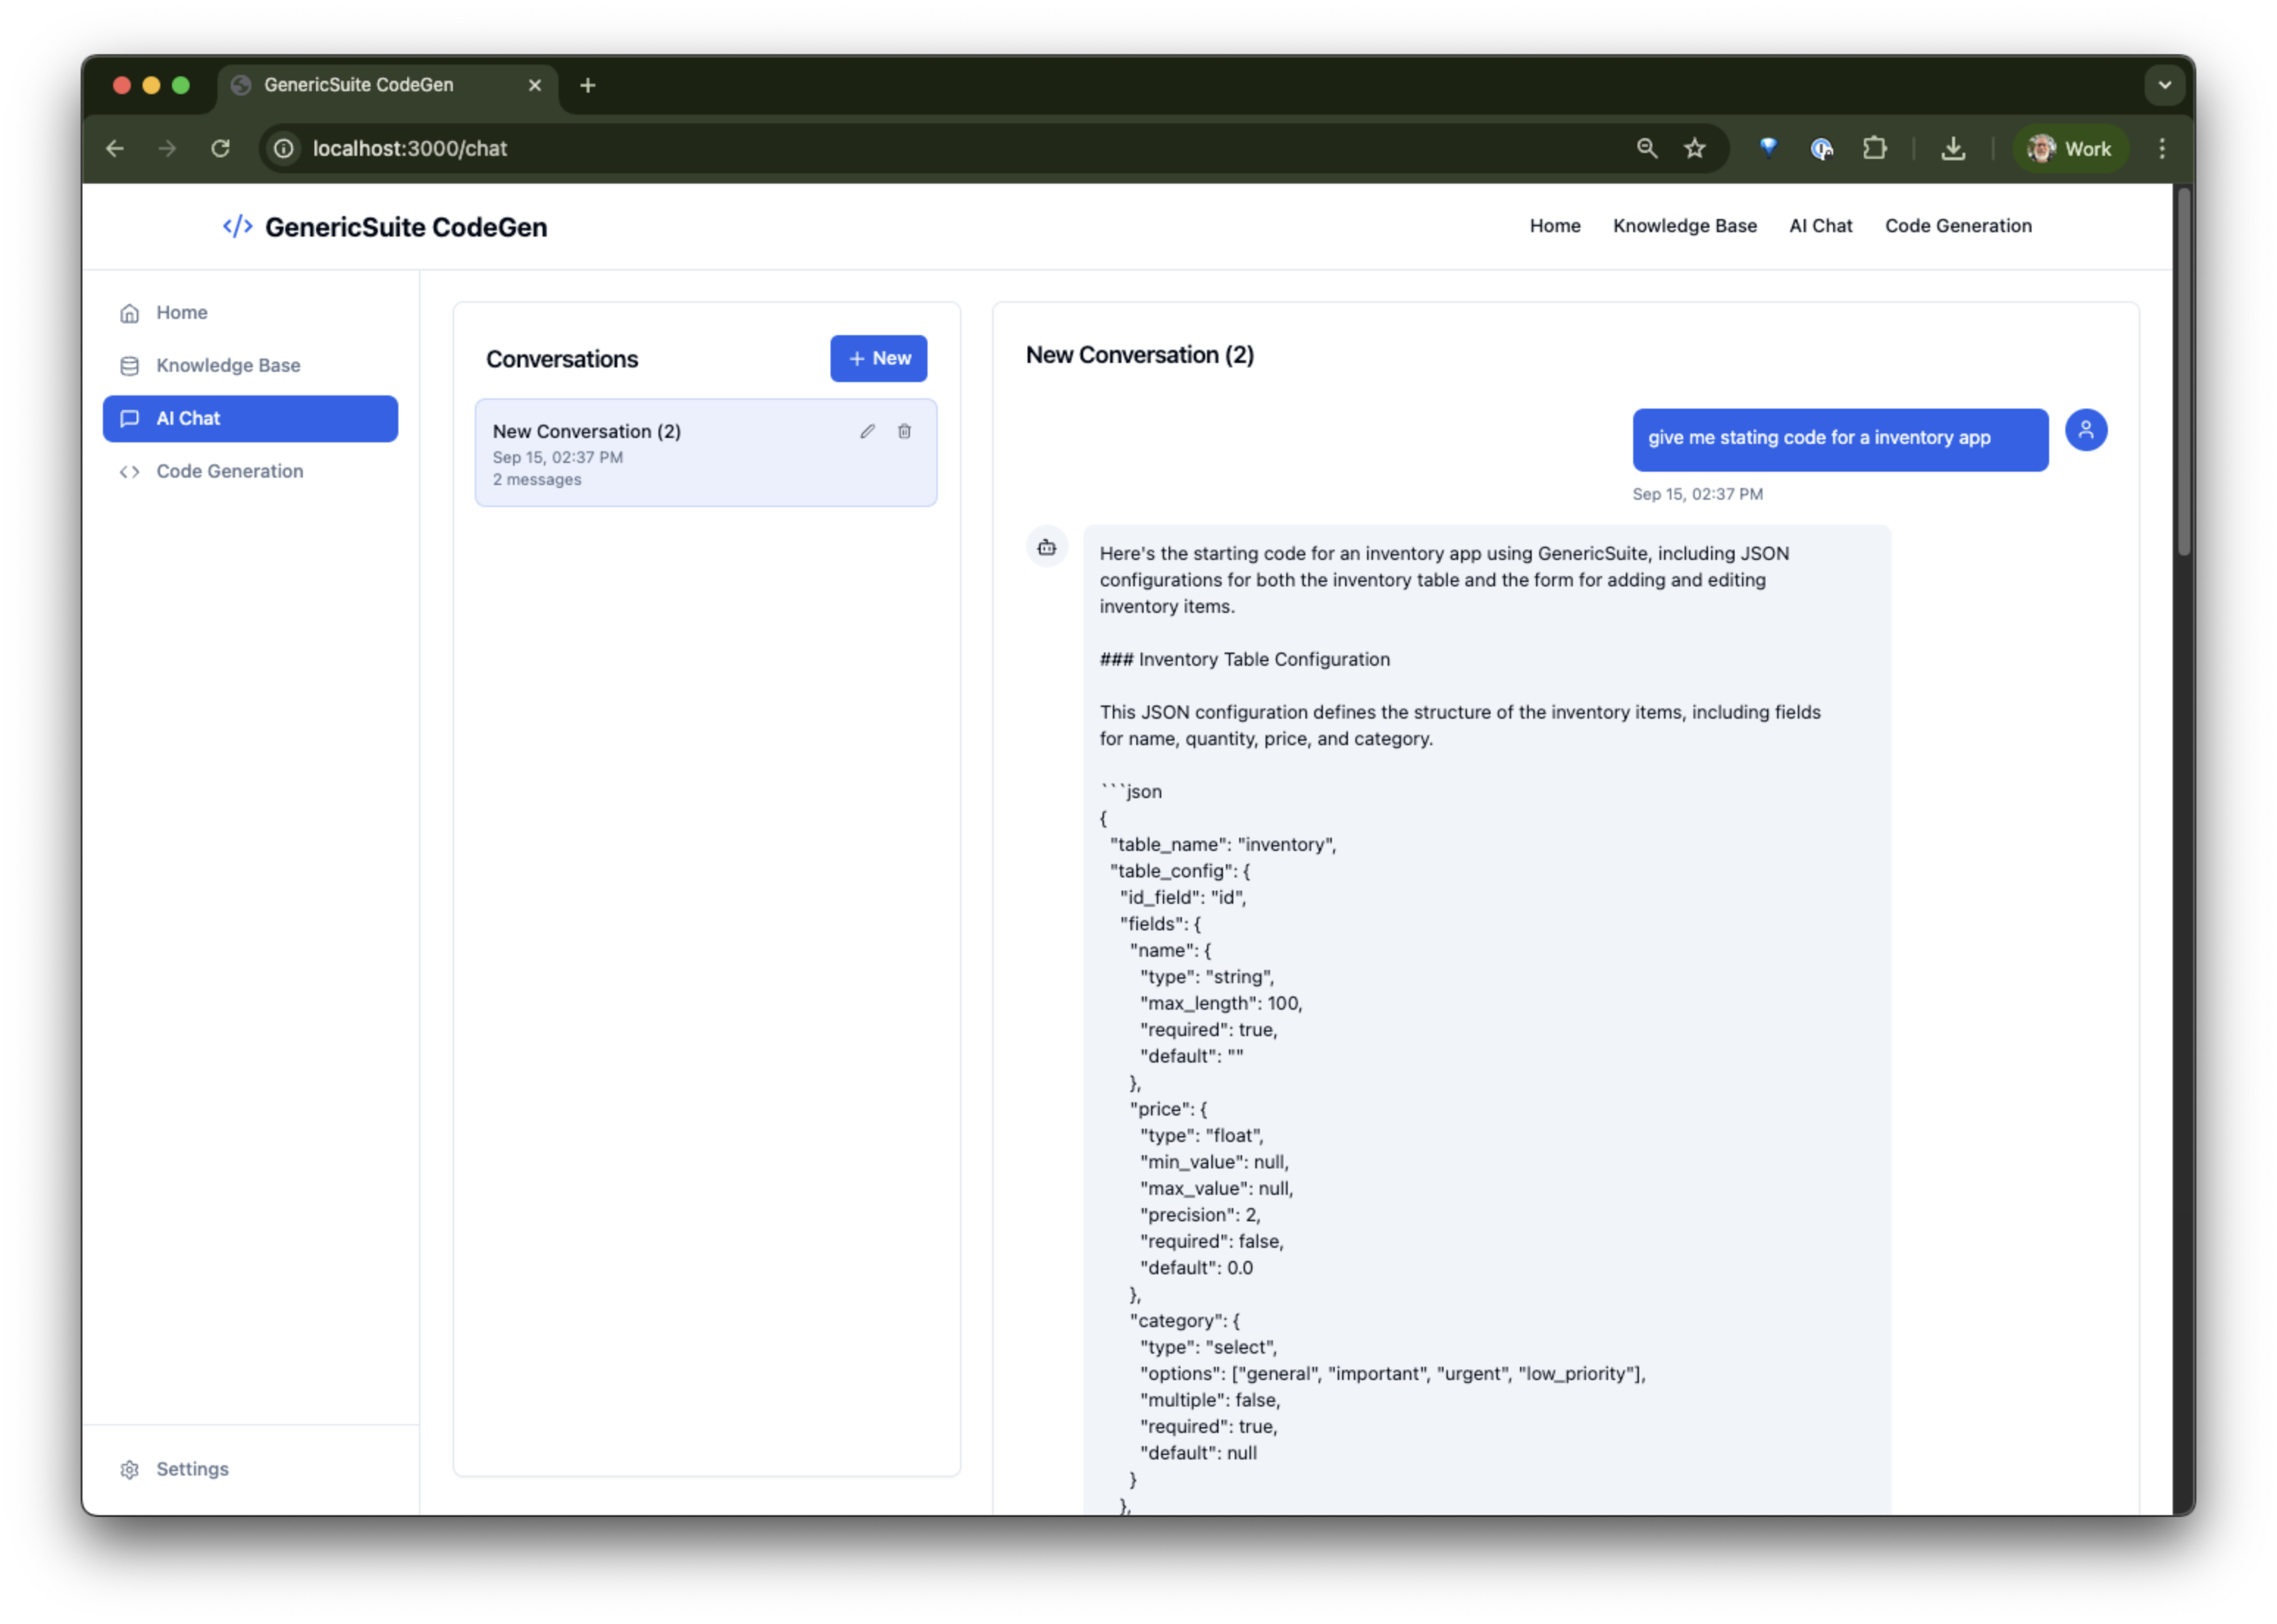 GenericSuite CodeGen
localhost:3000/chat
Work
</> GenericSuite CodeGen
Home
Knowledge Base
AI Chat
Code Generation
Home
Knowledge Base
AI Chat
Code Generation
Settings
Conversations
+ New
New Conversation (2)
Sep 15, 02:37 PM
2 messages
New Conversation (2)
give me stating code for a inventory app
Sep 15, 02:37 PM
Here's the starting code for an inventory app using GenericSuite, including JSON
configurations for both the inventory table and the form for adding and editing
inventory items.
### Inventory Table Configuration
This JSON configuration defines the structure of the inventory items, including fields
for name, quantity, price, and category.
```json
{
"table_name": "inventory",
"table_config": {
"id_field": "id",
"fields": {
"name": {
"type": "string",
"max_length": 100,
"required": true,
"default": ""
},
"price": {
"type": "float",
"min_value": null,
"max_value": null,
"precision": 2,
"required": false,
"default": 0.0
},
"category": {
"type": "select",
"options": ["general", "important", "urgent", "low_priority"],
"multiple": false,
"required": true,
"default": null
}
},